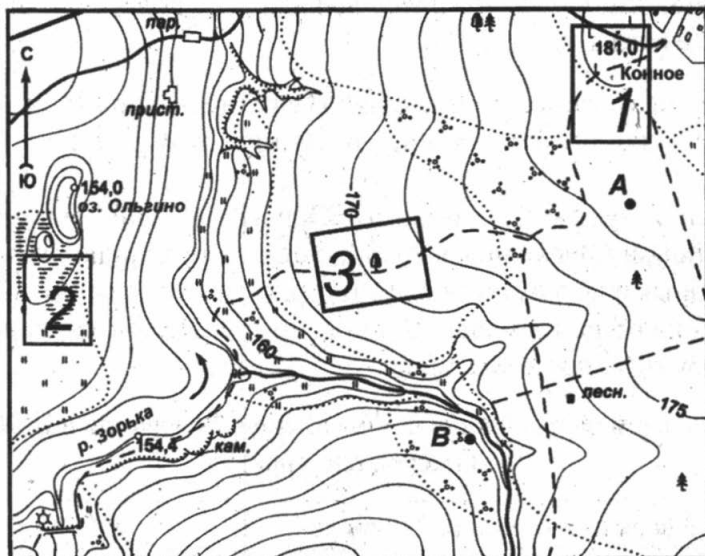 пар.
С
181,0
Конное
1
прист.
Ю
154,0
оз. Ольгино
А
170
3
2
160
лесн.
175
В
р. Зорька
154,4
кам.